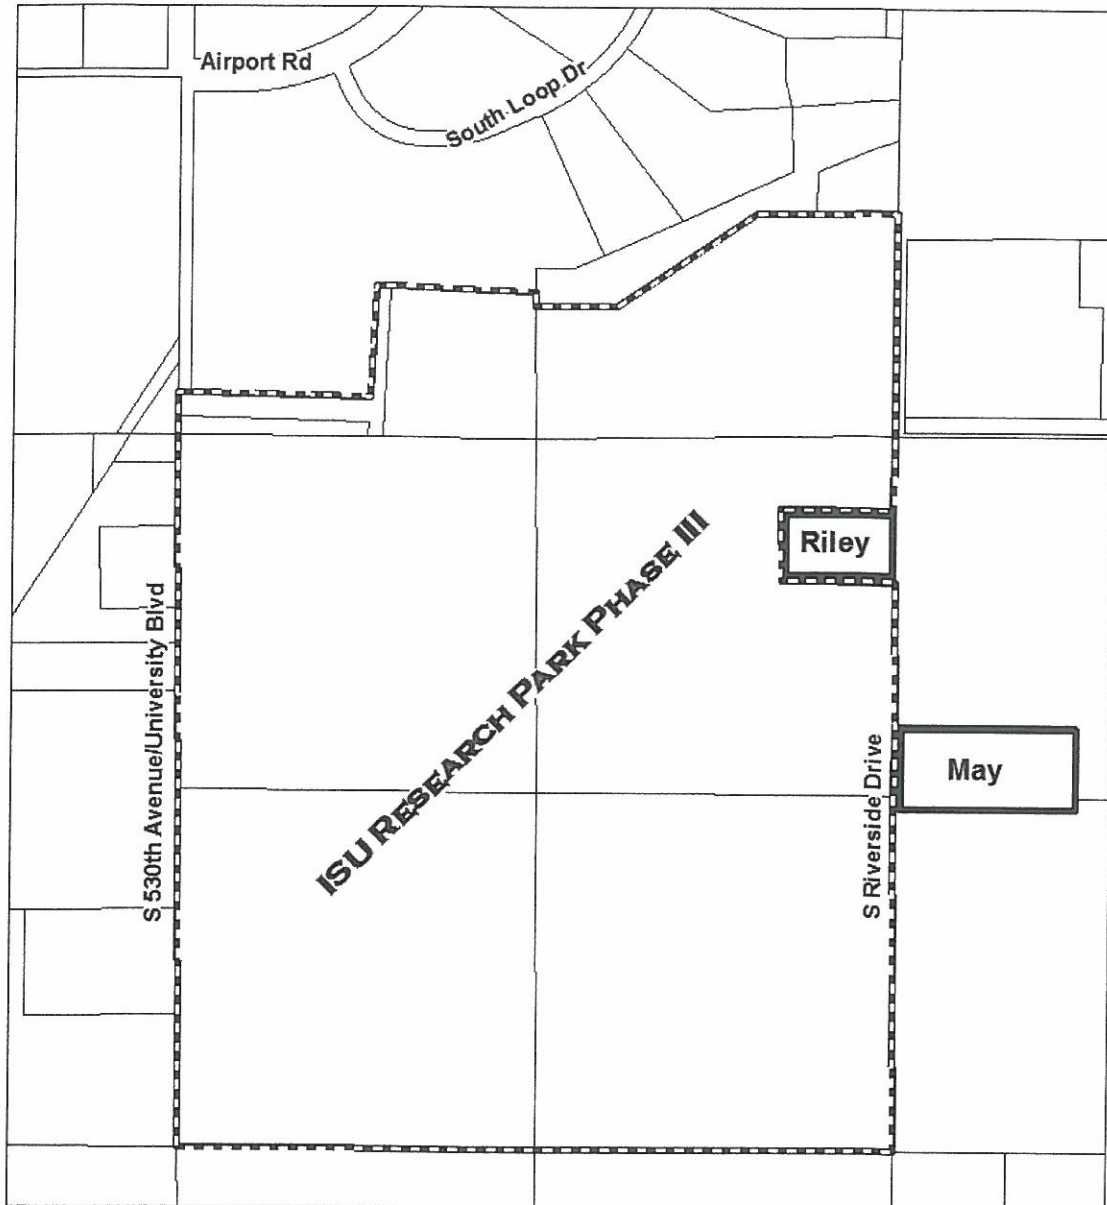 Airport Rd
South Loop Dr
Riley
ISU RESEARCH PARK PHASE III
S 530th Avenue/University Blvd
May
S Riverside Drive